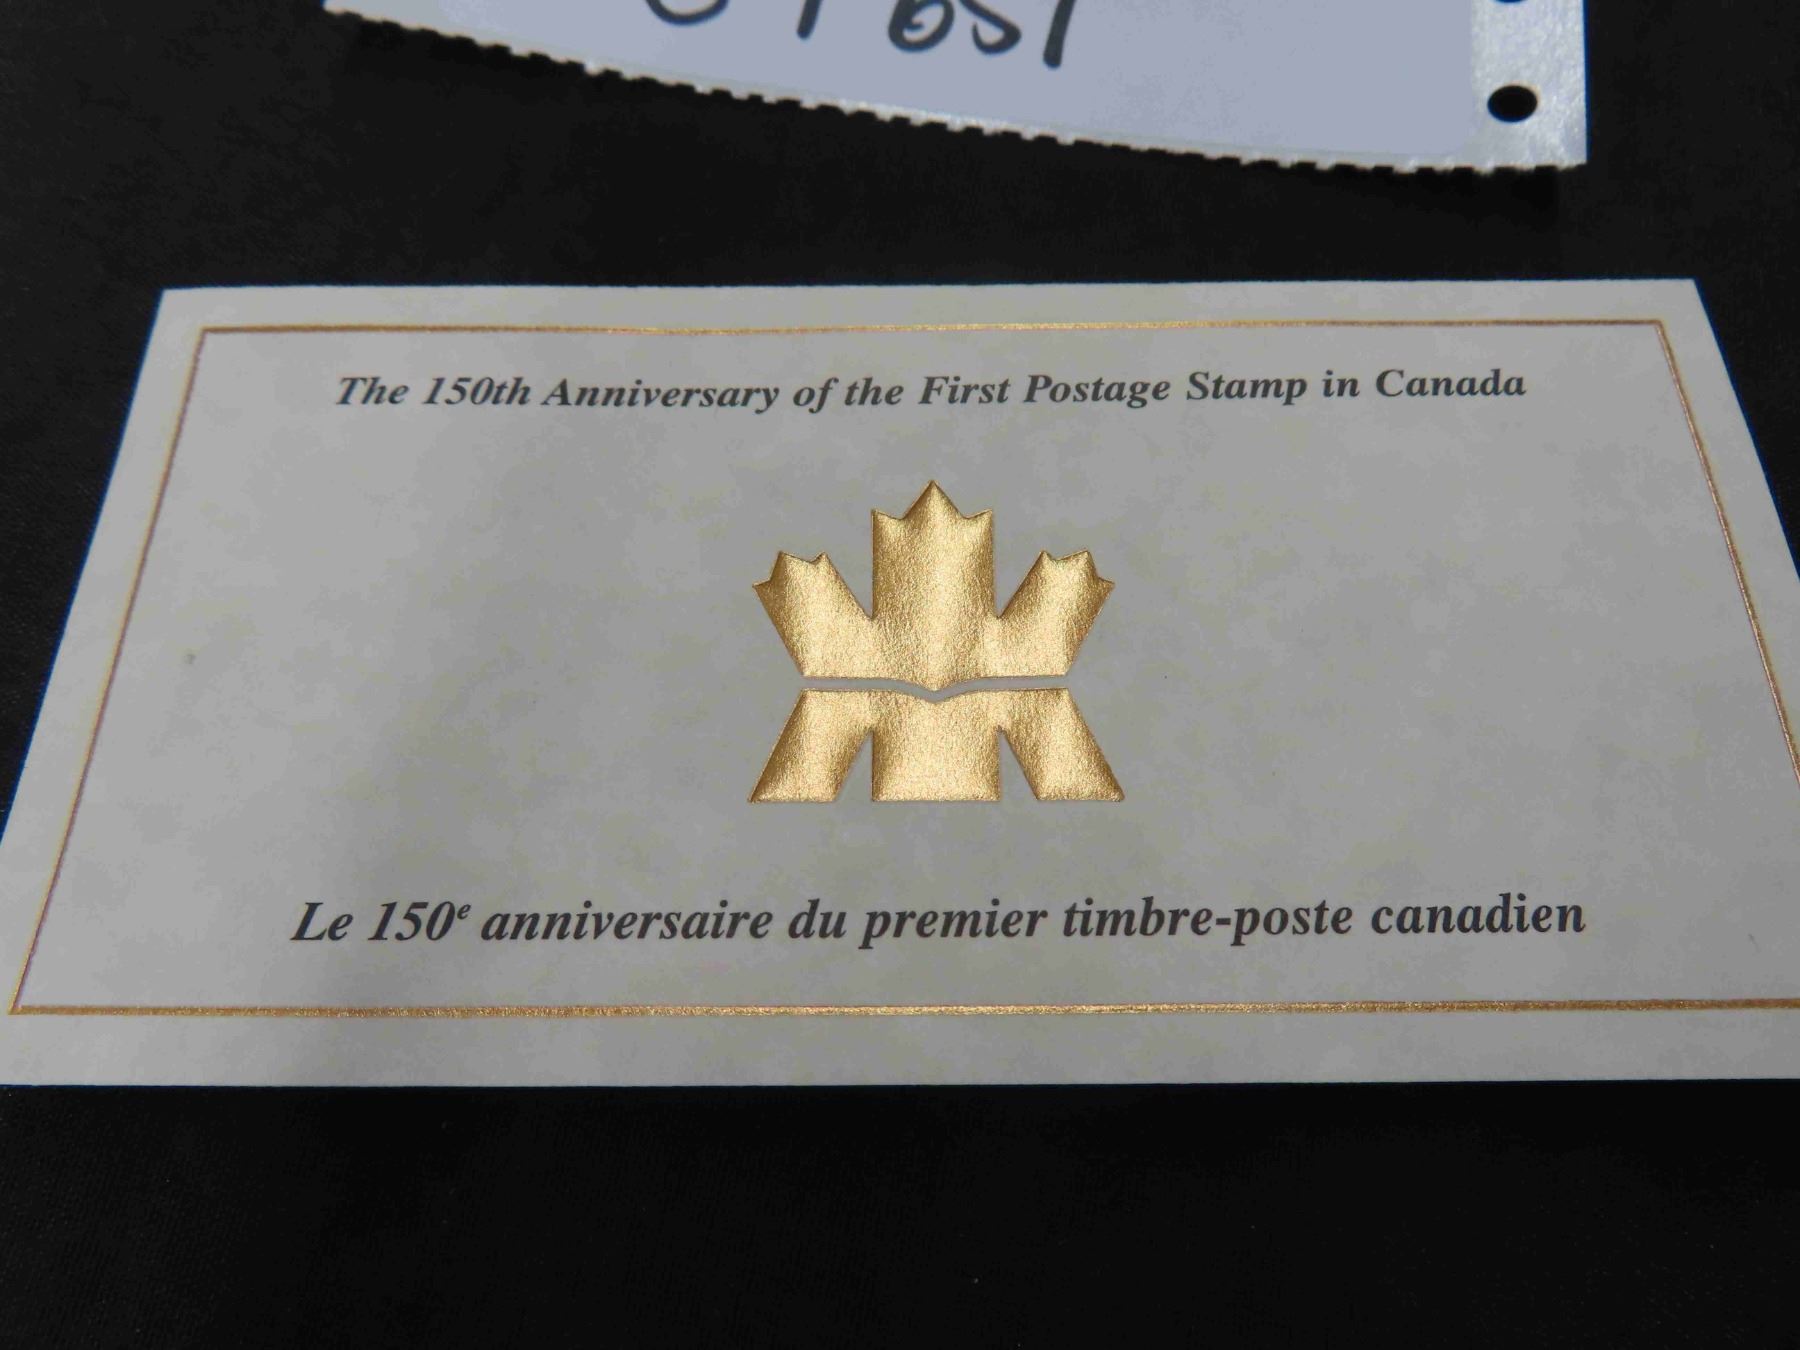 The 150th Anniversary of the First Postage Stamp in Canada
Le 150e anniversaire du premier timbre-poste canadien